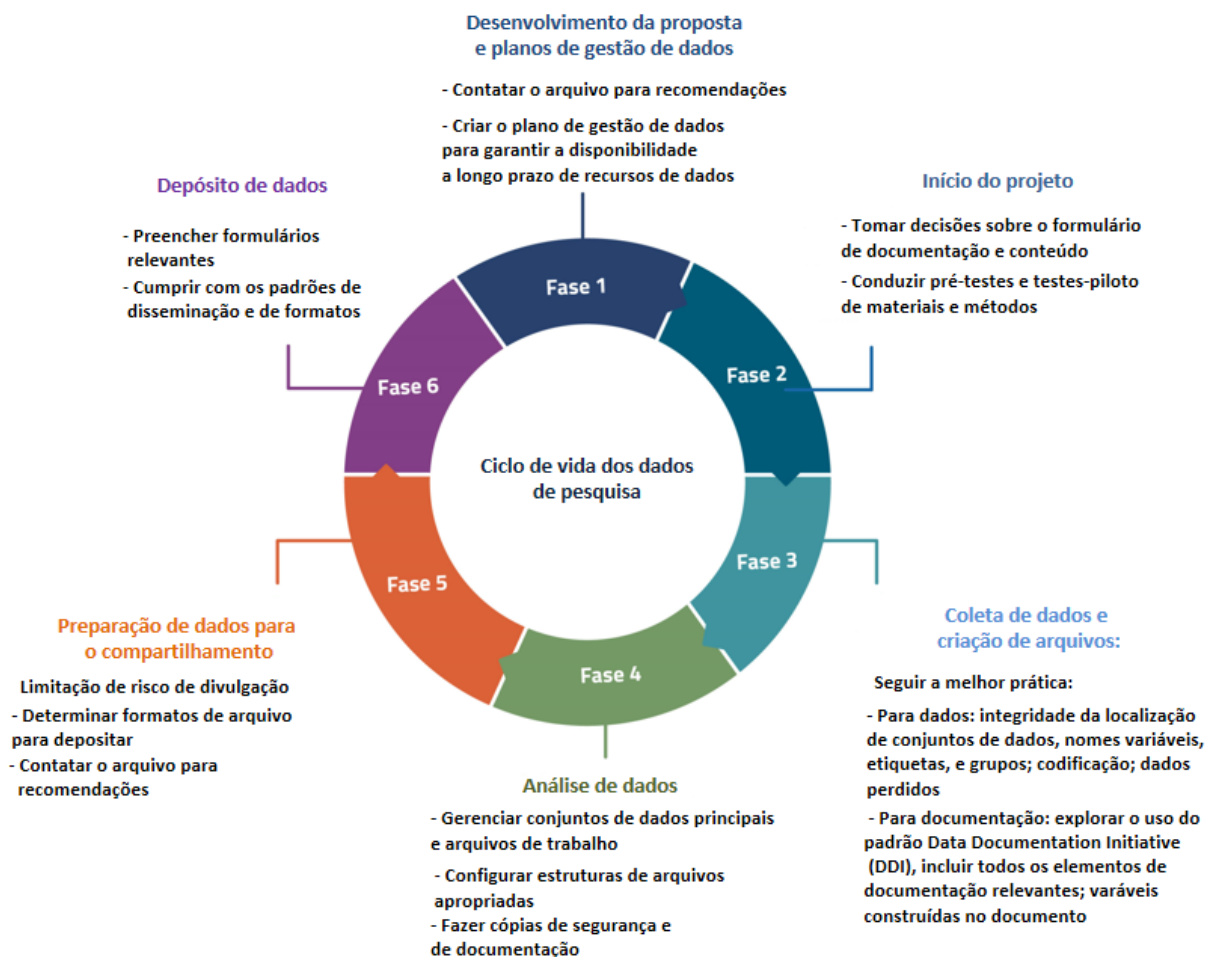 Desenvolvimento da proposta
e planos de gestão de dados
- Contatar o arquivo para recomendações
- Criar o plano de gestão de dados
para garantir a disponibilidade
a longo prazo de recursos de dados
Depósito de dados
- Preencher formulários
relevantes
- Cumprir com os padrões de
disseminação e de formatos
Início do projeto
- Tomar decisões sobre o formulário
de documentação e conteúdo
- Conduzir pré-testes e testes-piloto
de materiais e métodos
Fase 1
Fase 2
Fase 6
Ciclo de vida dos dados
de pesquisa
Fase 3
Fase 5
Fase 4
Preparação de dados para
o compartilhamento
Limitação de risco de divulgação
- Determinar formatos de arquivo
para depositar
- Contatar o arquivo para
recomendações
Coleta de dados e
criação de arquivos:
Seguir a melhor prática:
- Para dados: integridade da localização
de conjuntos de dados, nomes variáveis,
etiquetas, e grupos; codificação; dados
perdidos
- Para documentação: explorar o uso do
padrão Data Documentation Initiative
(DDI), incluir todos os elementos de
documentação relevantes; varáveis
construídas no documento
Análise de dados
- Gerenciar conjuntos de dados principais
e arquivos de trabalho
- Configurar estruturas de arquivos
apropriadas
- Fazer cópias de segurança e
de documentação